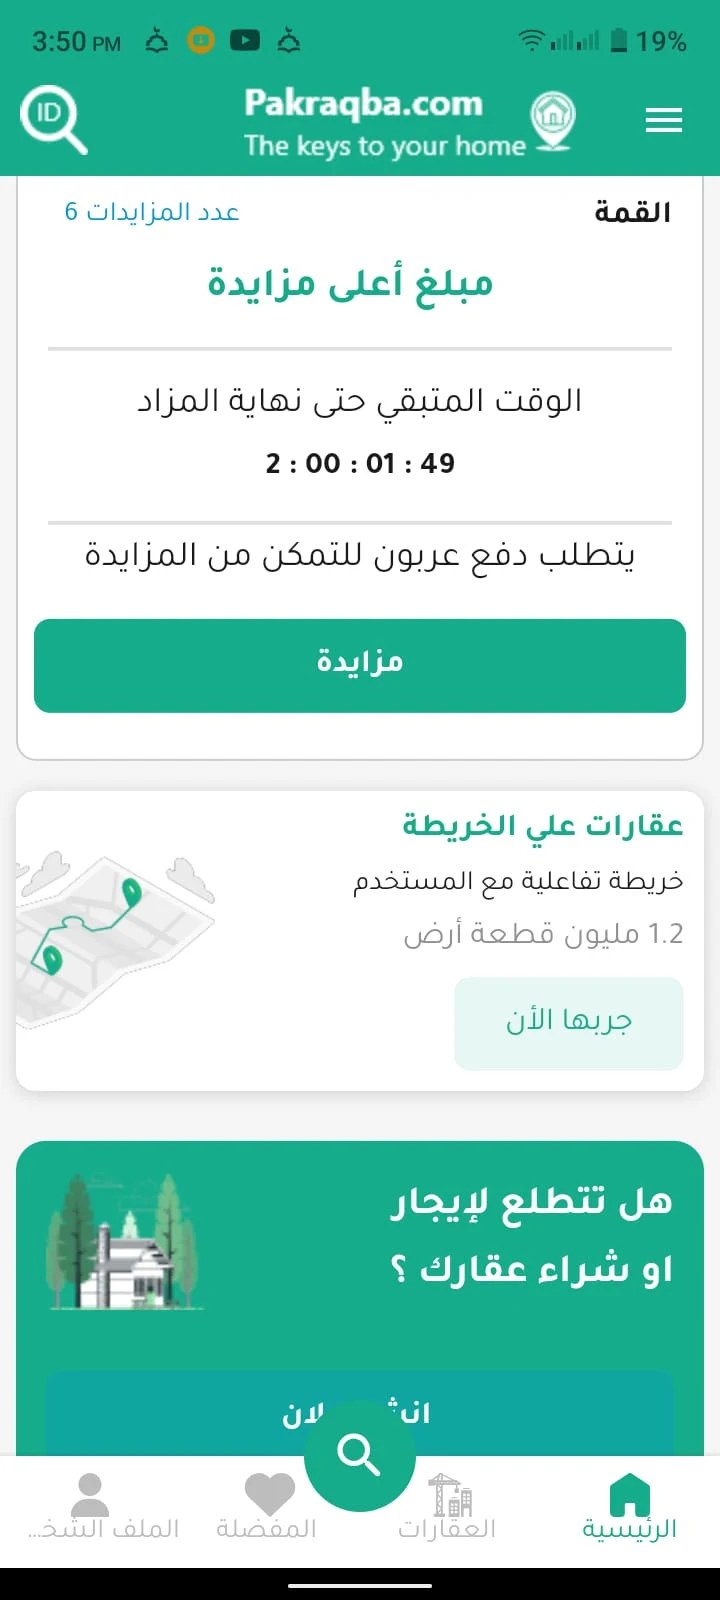 3:50 PM
19%
ID
Pakraqba.com
The keys to your home
القمة
عدد المزايدات 6
مبلغ أعلى مزايدة
الوقت المتبقي حتى نهاية المزاد
2 : 00 : 01 : 49
يتطلب دفع عربون للتمكن من المزايدة
مزايدة
عقارات علي الخريطة
خريطة تفاعلية مع المستخدم
1.2 مليون قطعة أرض
جربها الأن
هل تتطلع لإيجار
او شراء عقارك ؟
الرئيسية
العقارات
المفضلة
الملف الشخ...